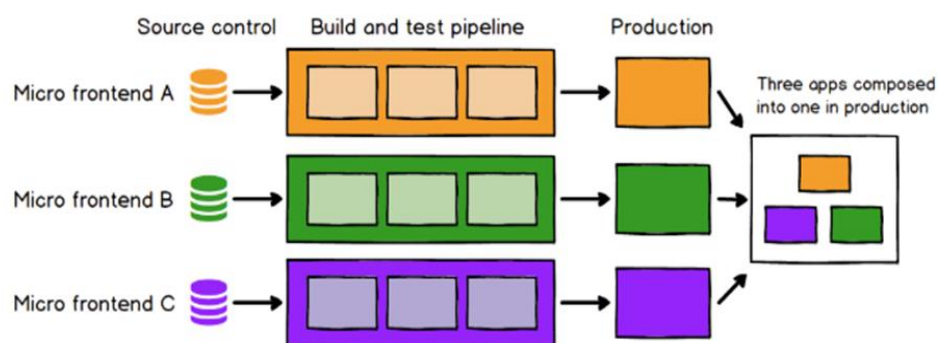 Source control
Build and test pipeline
Production
Micro frontend A
Three apps composed
into one in production
Micro frontend B
Micro frontend C